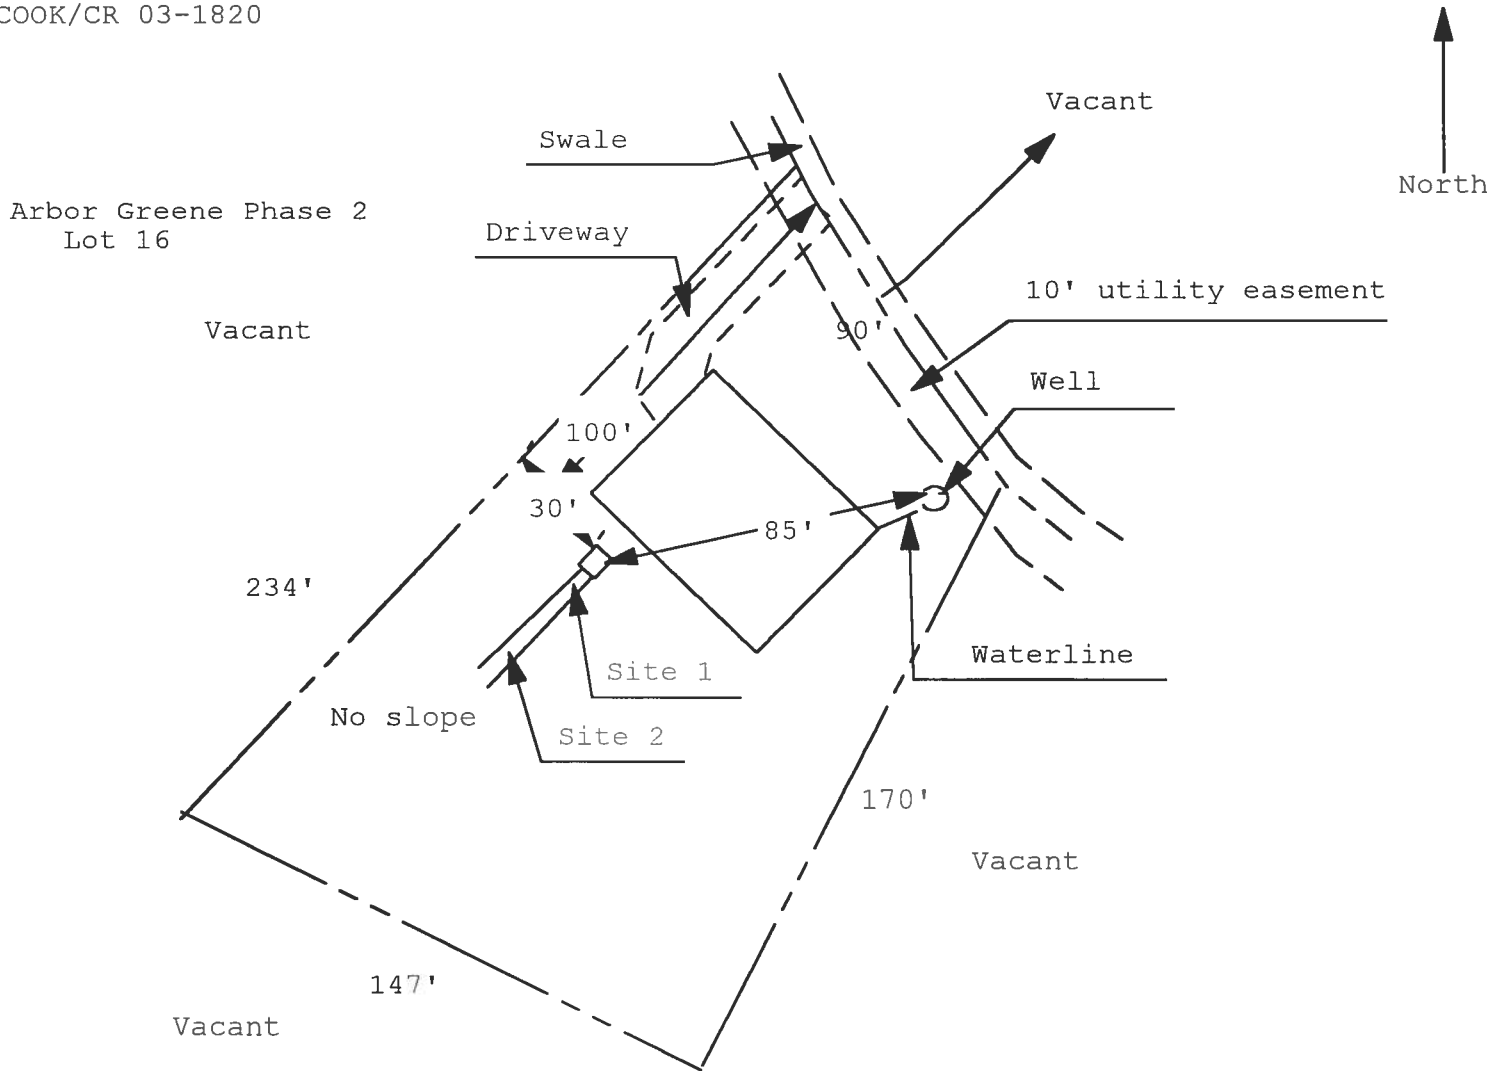 COOK/CR 03-1820
Vacant
Swale
North
Arbor Greene Phase 2
Lot 16
Driveway
10' utility easement
Vacant
90'
Well
100'
30'
85'
234'
Waterline
Site 1
No slope
Site 2
170'
Vacant
147'
Vacant